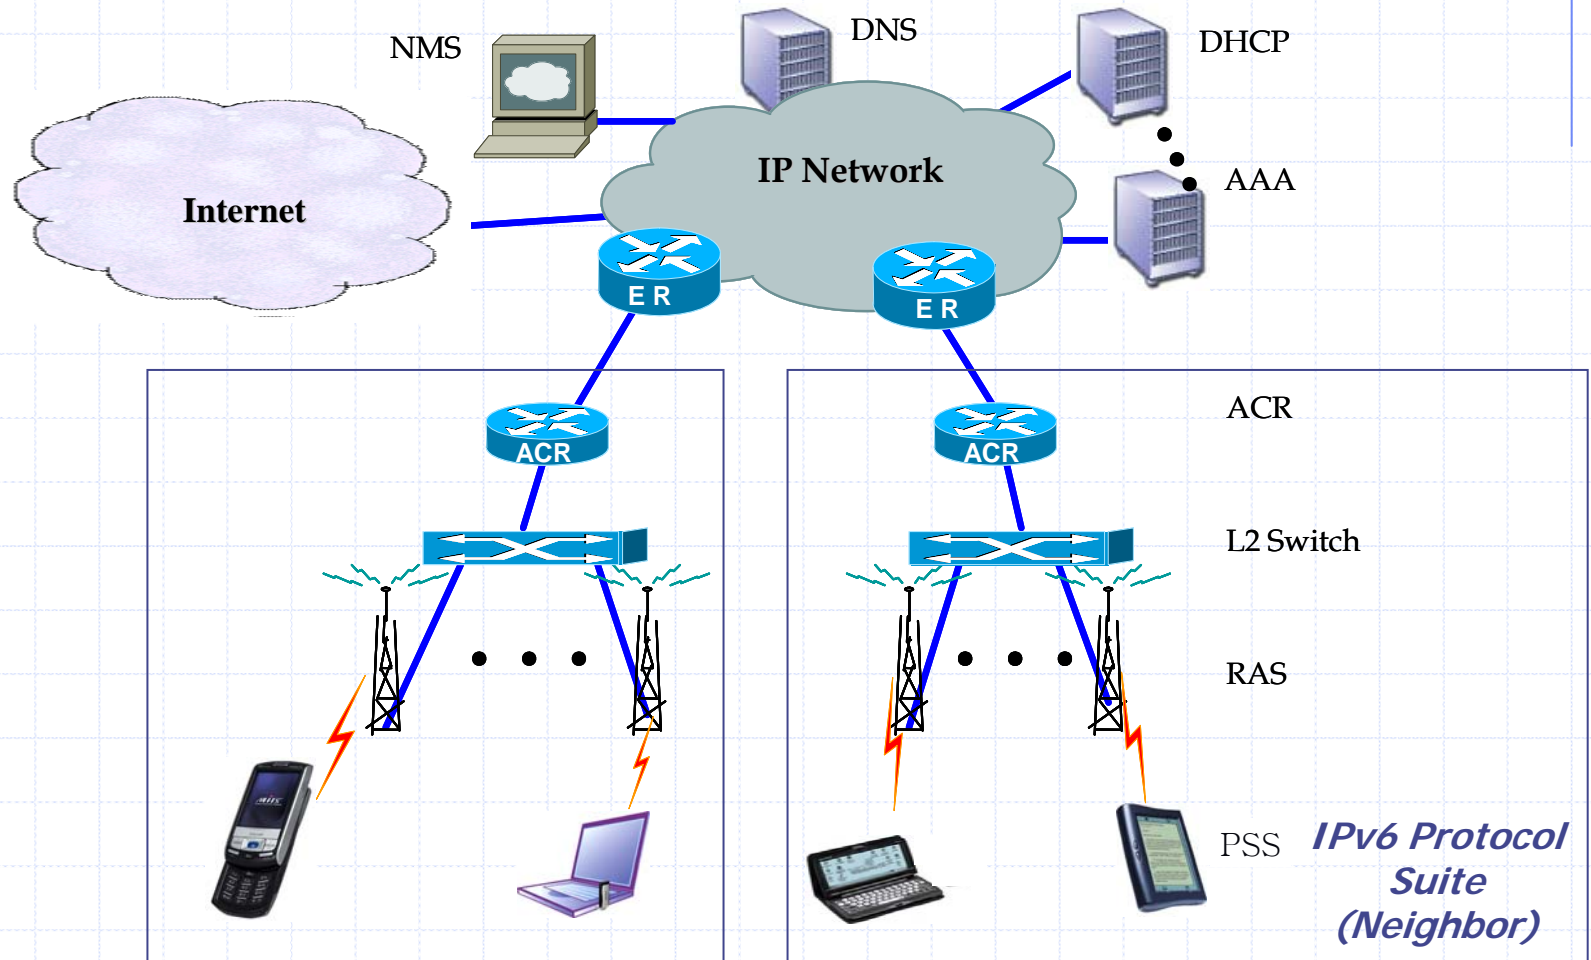 NMS
DNS
DHCP
IP Network
AAA
Internet
E R
E R
ACR
ACR
ACR
L2 Switch
RAS
PSS
IPv6 Protocol
Suite
(Neighbor)